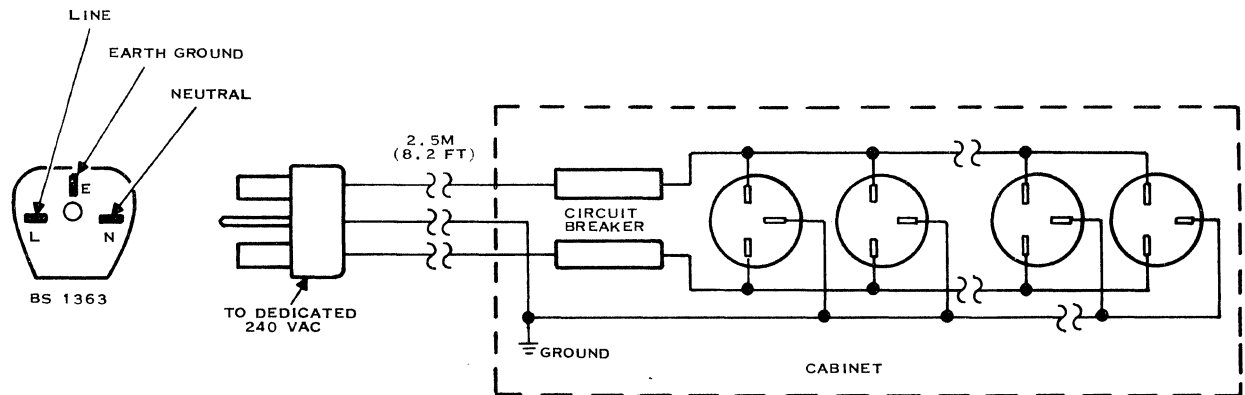 LINE
EARTH GROUND
NEUTRAL
E
L
N
BS 1363
2.5M
(8.2 FT)
TO DEDICATED
240 VAC
CIRCUIT
BREAKER
GROUND
CABINET